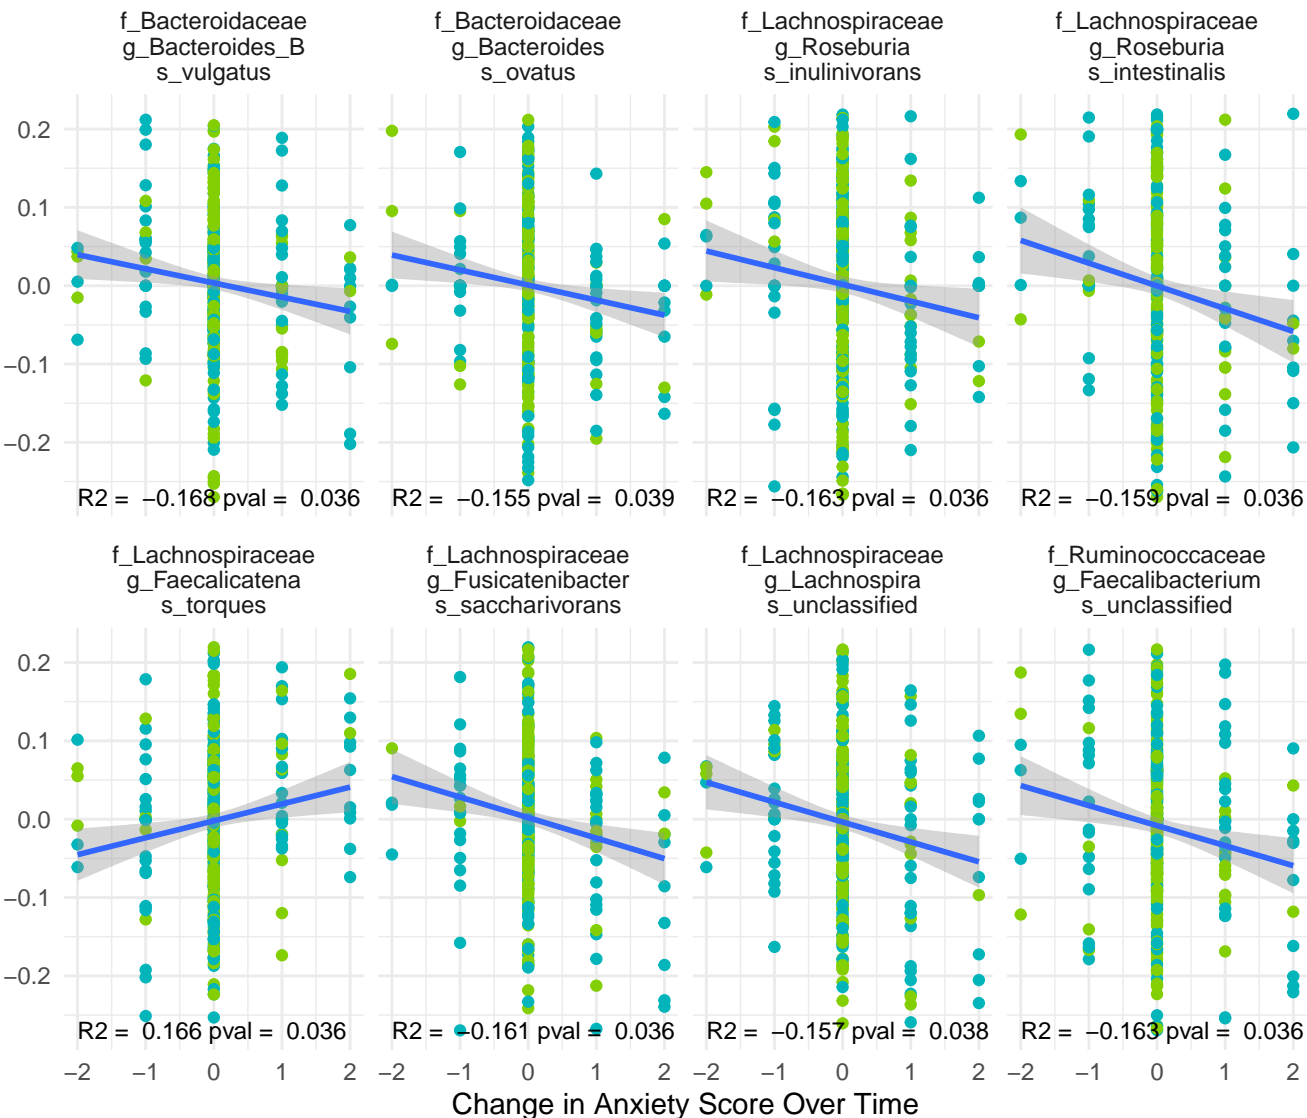 f_Bacteroidaceae
g_Bacteroides_B
s_vulgatus
f_Bacteroidaceae
g_Bacteroides
s_ovatus
f_Lachnospiraceae
g_Roseburia
s_inulinivorans
f_Lachnospiraceae
g_Roseburia
s_intestinalis
0.2
0.1
0.0
−0.1
−0.2
R2 = −0.168 pval = 0.036
R2 = −0.155 pval = 0.039
R2 = −0.163 pval = 0.036
R2 = −0.159 pval = 0.036
f_Lachnospiraceae
g_Faecalicatena
s_torques
f_Lachnospiraceae
g_Fusicatenibacter
s_saccharivorans
f_Lachnospiraceae
g_Lachnospira
s_unclassified
f_Ruminococcaceae
g_Faecalibacterium
s_unclassified
0.2
0.1
0.0
−0.1
−0.2
R2 = 0.166 pval = 0.036
R2 = −0.161 pval = 0.036
R2 = −0.157 pval = 0.038
R2 = −0.163 pval = 0.036
−2 −1 0 1 2
−2 −1 0 1 2
−2 −1 0 1 2
−2 −1 0 1 2
Change in Anxiety Score Over Time